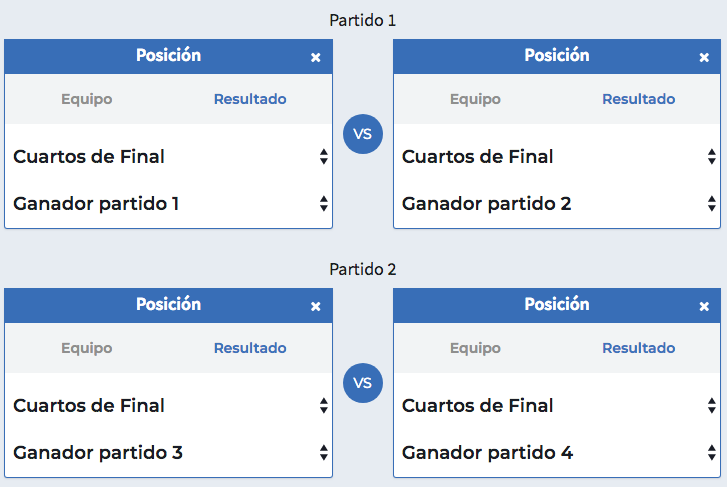 Partido 1
Posición × Posición ×
Equipo Resultado Equipo Resultado
VS
Cuartos de Final Cuartos de Final
Ganador partido 1 Ganador partido 2
Partido 2
Posición × Posición ×
Equipo Resultado Equipo Resultado
VS
Cuartos de Final Cuartos de Final
Ganador partido 3 Ganador partido 4